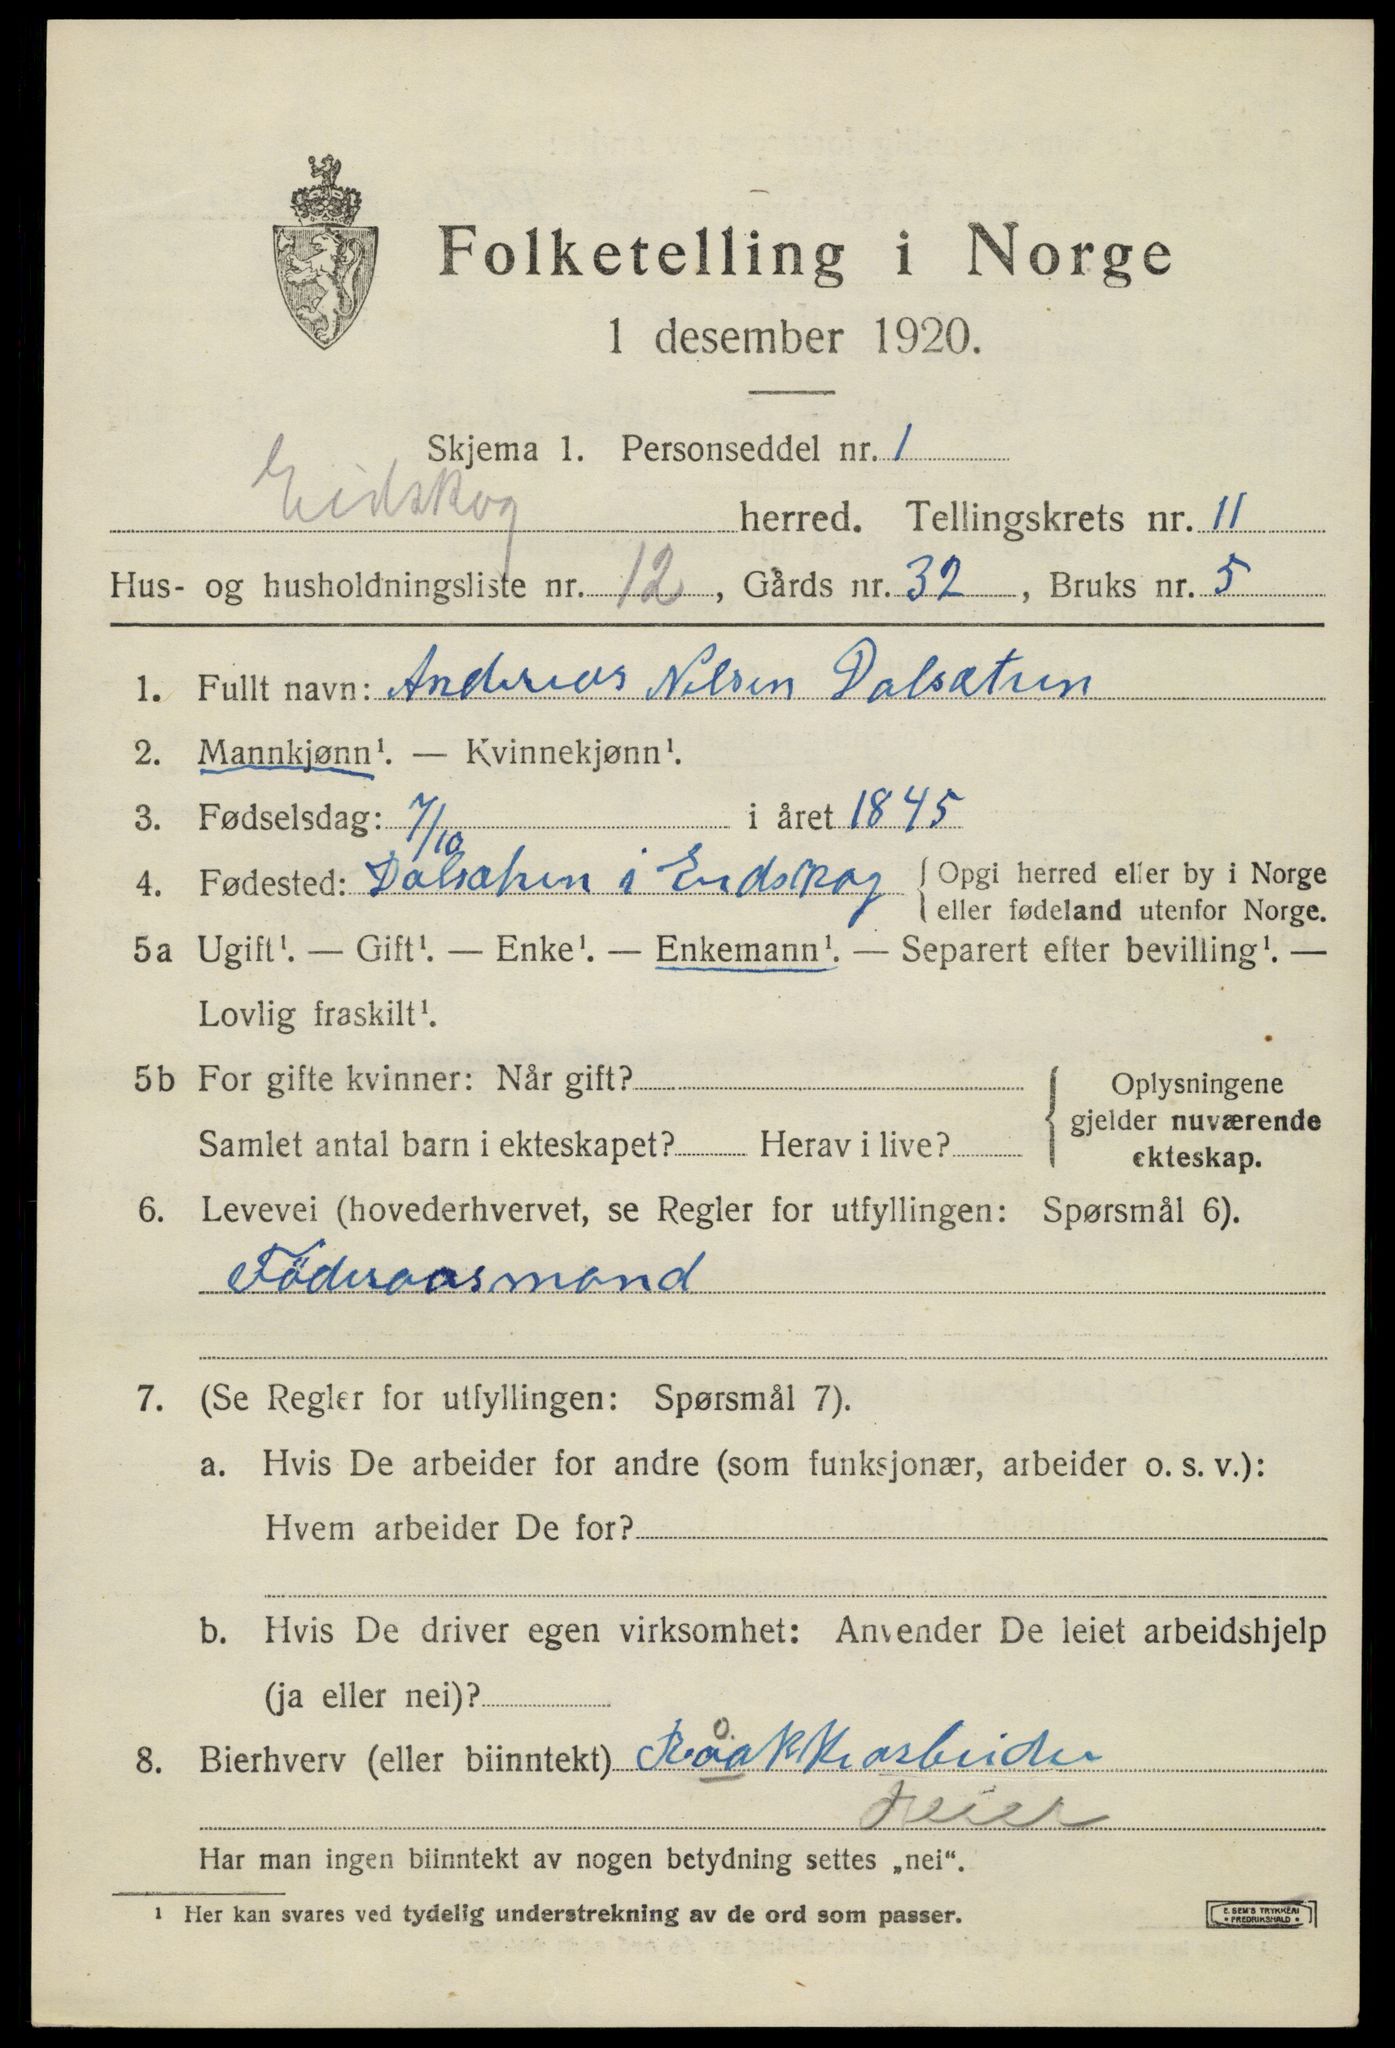 Folketelling i Norge
1 desember 1920.
Skjema 1. Personseddel nr. 1
Eidskog herred. Tellingskrets nr. 11
Hus- og husholdningsliste nr. 12, Gårds nr. 32, Bruks nr. 5
1. Fullt navn: Andreas Nilsen Dalsætren
2. Mannkjønn¹. — Kvinnekjønn¹.
3. Fødselsdag: 7/10 i året 1845
4. Fødested: Dalsætren i Eidskog { Opgi herred eller by i Norge
eller fødeland utenfor Norge.
5a Ugift¹. — Gift¹. — Enke¹. — Enkemann¹. — Separert efter bevilling¹. —
Lovlig fraskilt¹.
5b For gifte kvinner: Når gift? { Oplysningene
gjelder nuværende
Samlet antal barn i ekteskapet? Herav i live?
ekteskap.
6. Levevei (hovederhvervet, se Regler for utfyllingen: Spørsmål 6).
Föderaasmand
7. (Se Regler for utfyllingen: Spørsmål 7).
a. Hvis De arbeider for andre (som funksjonær, arbeider o. s. v.):
Hvem arbeider De for?
b. Hvis De driver egen virksomhet: Anvender De leiet arbeidshjelp
(ja eller nei)?
8. Bierhverv (eller biinntekt)
Har man ingen biinntekt av nogen betydning settes „nei“.
¹ Her kan svares ved tydelig understrekning av de ord som passer.
E. SEM'S TRYKKERI
FREDRIKSHALD